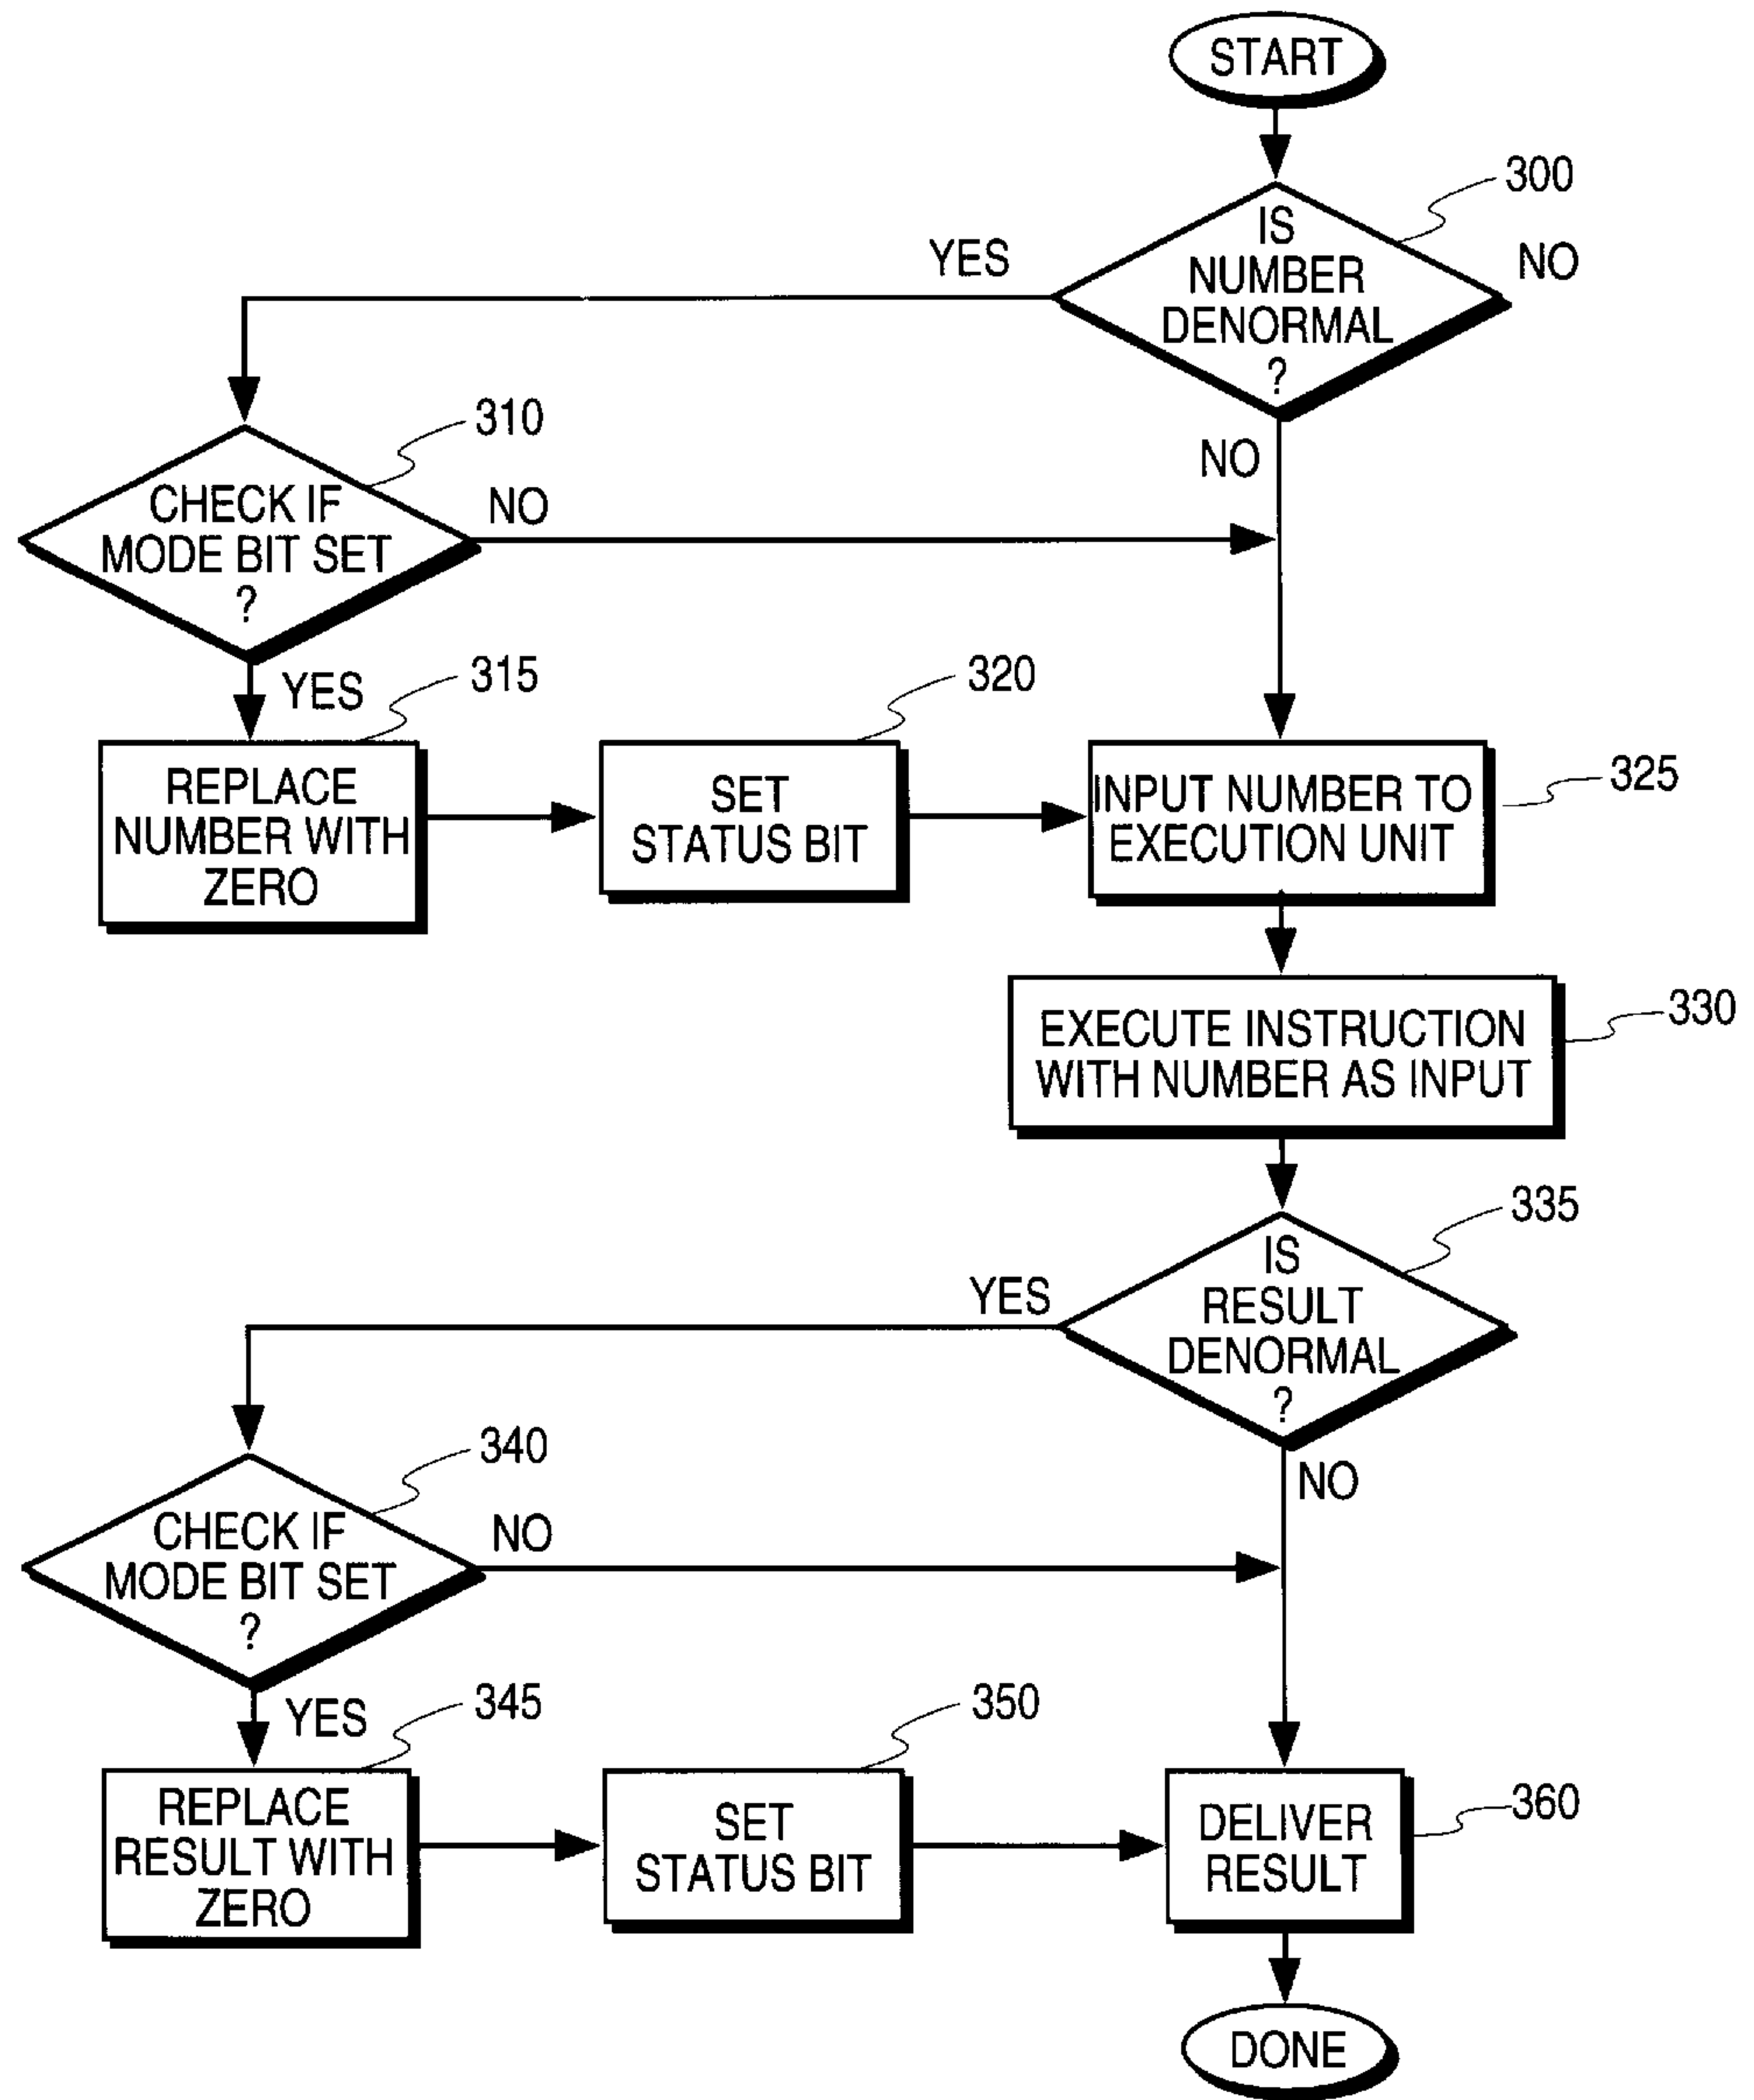 START
300
IS
NUMBER
DENORMAL
?
YES
NO
NO
310
CHECK IF
MODE BIT SET
?
NO
YES
315
REPLACE
NUMBER WITH
ZERO
320
SET
STATUS BIT
325
INPUT NUMBER TO
EXECUTION UNIT
330
EXECUTE INSTRUCTION
WITH NUMBER AS INPUT
335
IS
RESULT
DENORMAL
?
YES
NO
340
CHECK IF
MODE BIT SET
?
NO
YES
345
REPLACE
RESULT WITH
ZERO
350
SET
STATUS BIT
360
DELIVER
RESULT
DONE